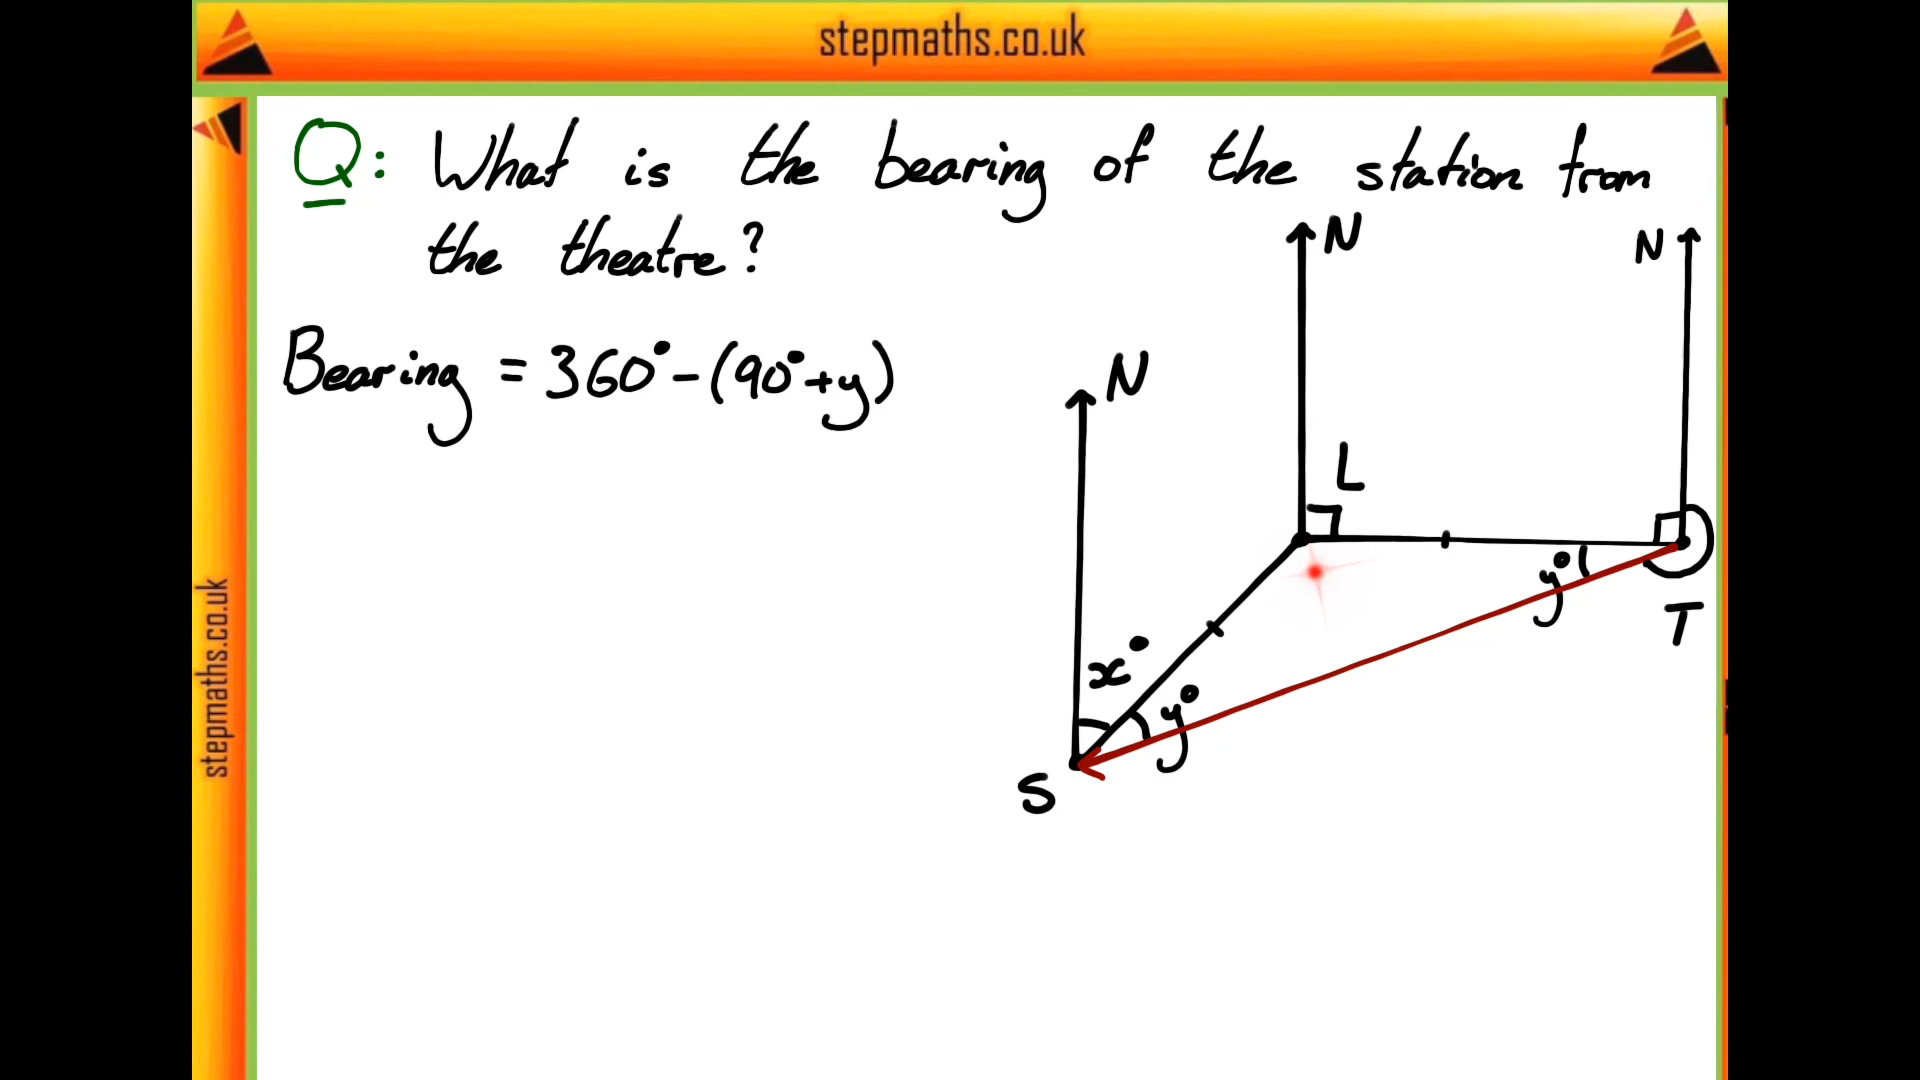 stepmaths.co.uk
Q: What is the bearing of the station from
the theatre?
Bearing = 360° - (90° + y)
N
N
N
L
y°
T
x°
y°
S
stepmaths.co.uk